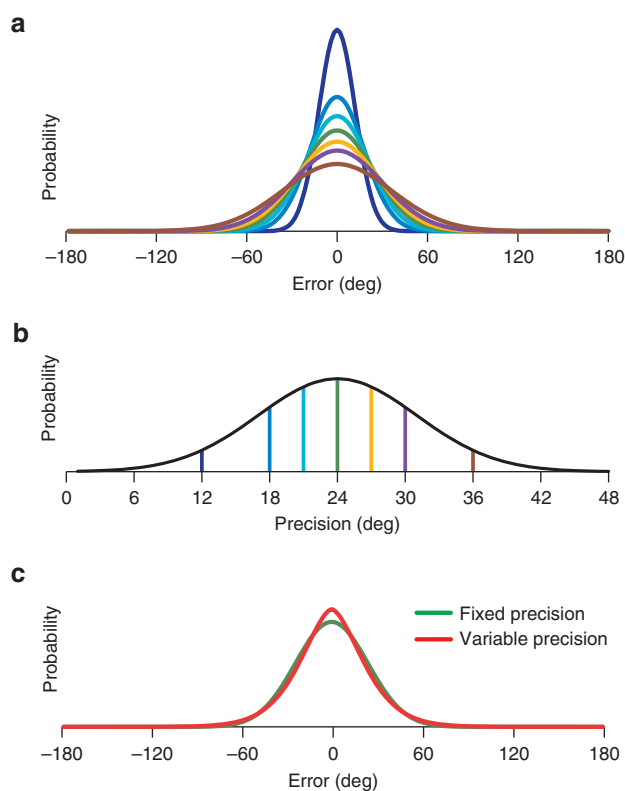 a
Probability
–180 –120 –60 0 60 120 180
Error (deg)
b
Probability
0 6 12 18 24 30 36 42 48
Precision (deg)
c
Probability
Fixed precision
Variable precision
–180 –120 –60 0 60 120 180
Error (deg)